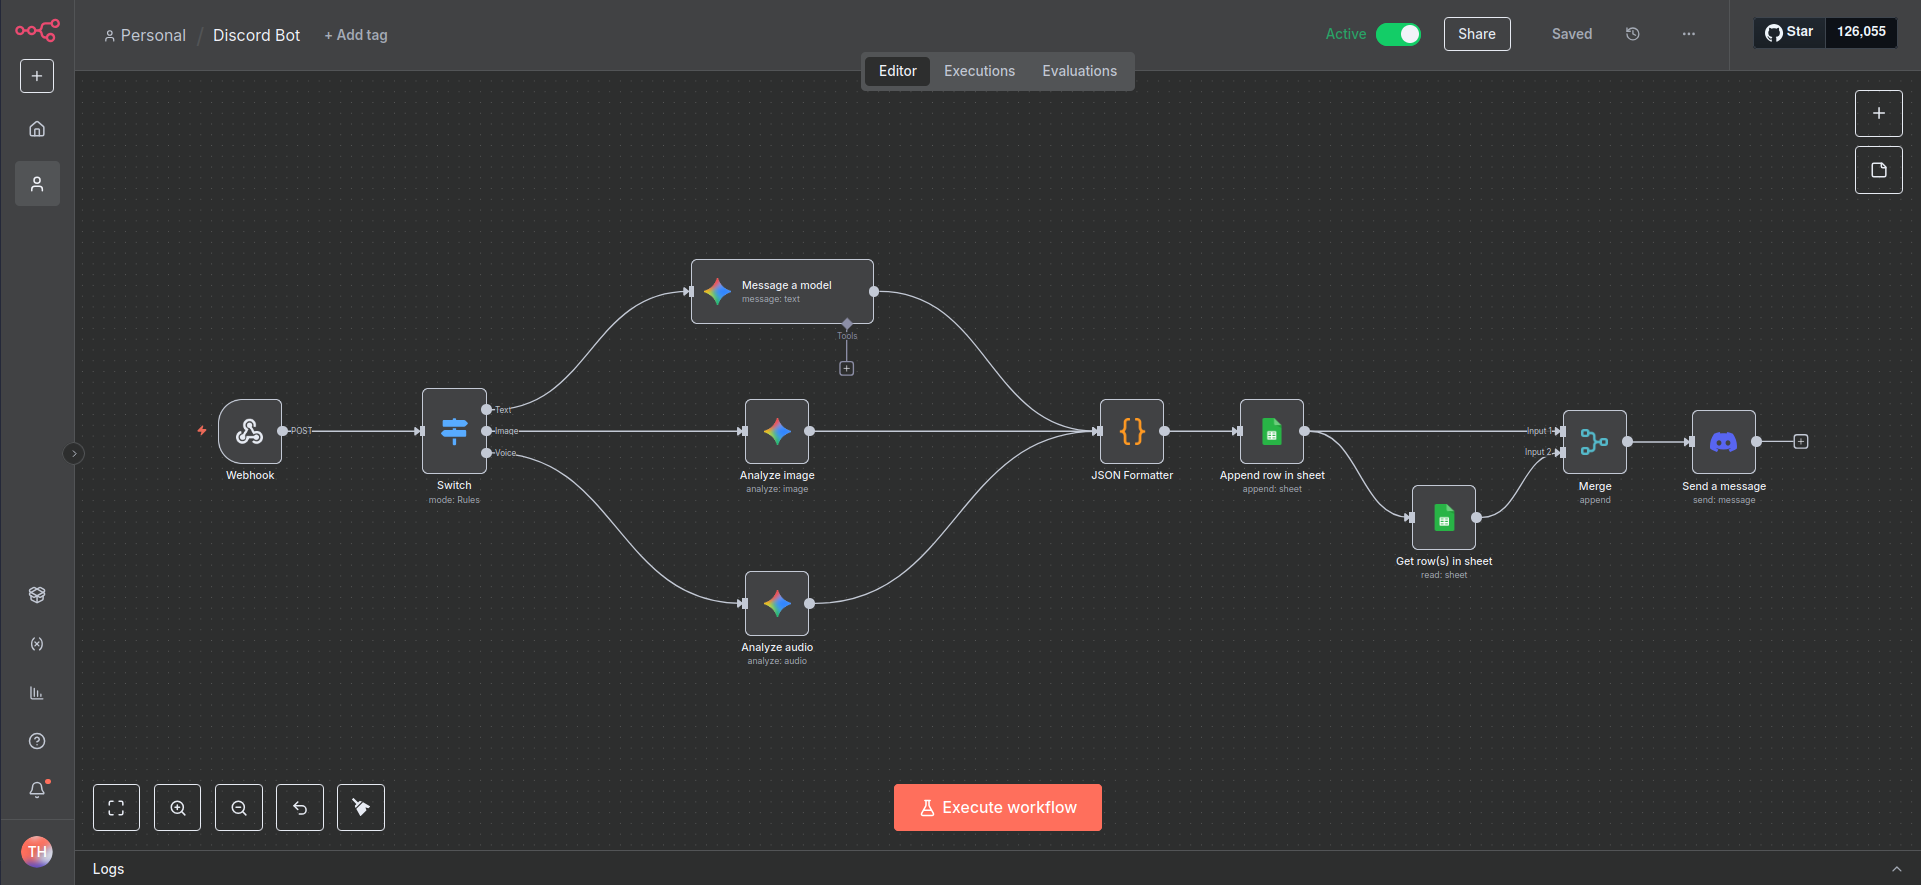 Personal / Discord Bot + Add tag
Active
Share
Saved
Star 126,055
Editor Executions Evaluations
Message a model
message: text
Tools
Text
Image
Voice
POST
Webhook
Switch
mode: Rules
Analyze image
analyze: image
Analyze audio
analyze: audio
{}
JSON Formatter
Append row in sheet
append: sheet
Get row(s) in sheet
read: sheet
Input 1
Input 2
Merge
append
Send a message
send: message
Execute workflow
TH
Logs